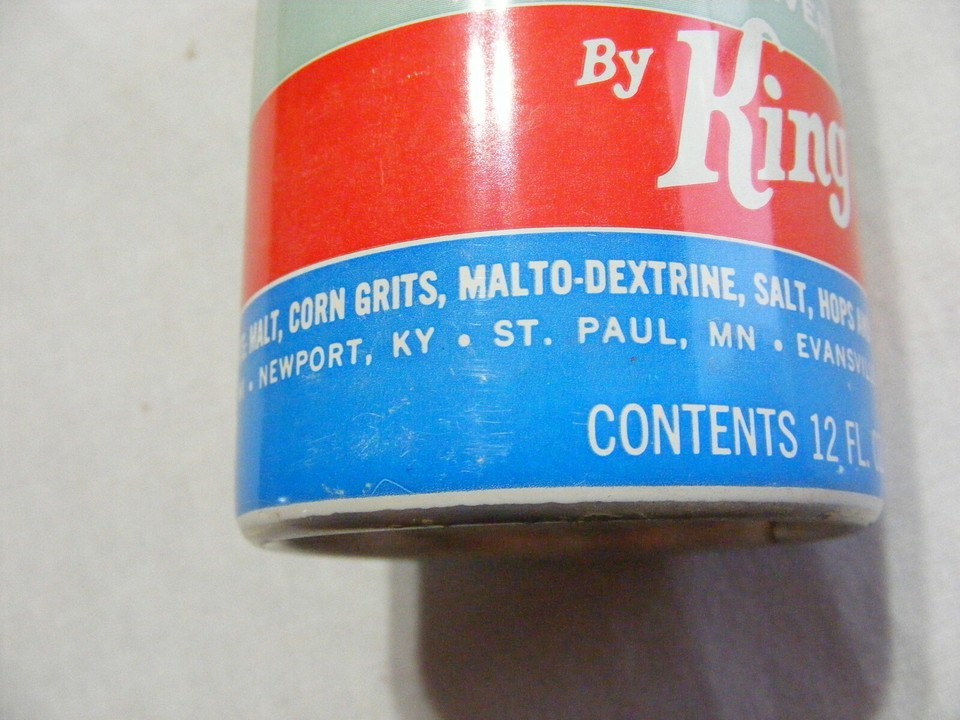 By King
MALT, CORN GRITS, MALTO-DEXTRINE, SALT, HOPS
• NEWPORT, KY • ST. PAUL, MN •
CONTENTS 12 FL.